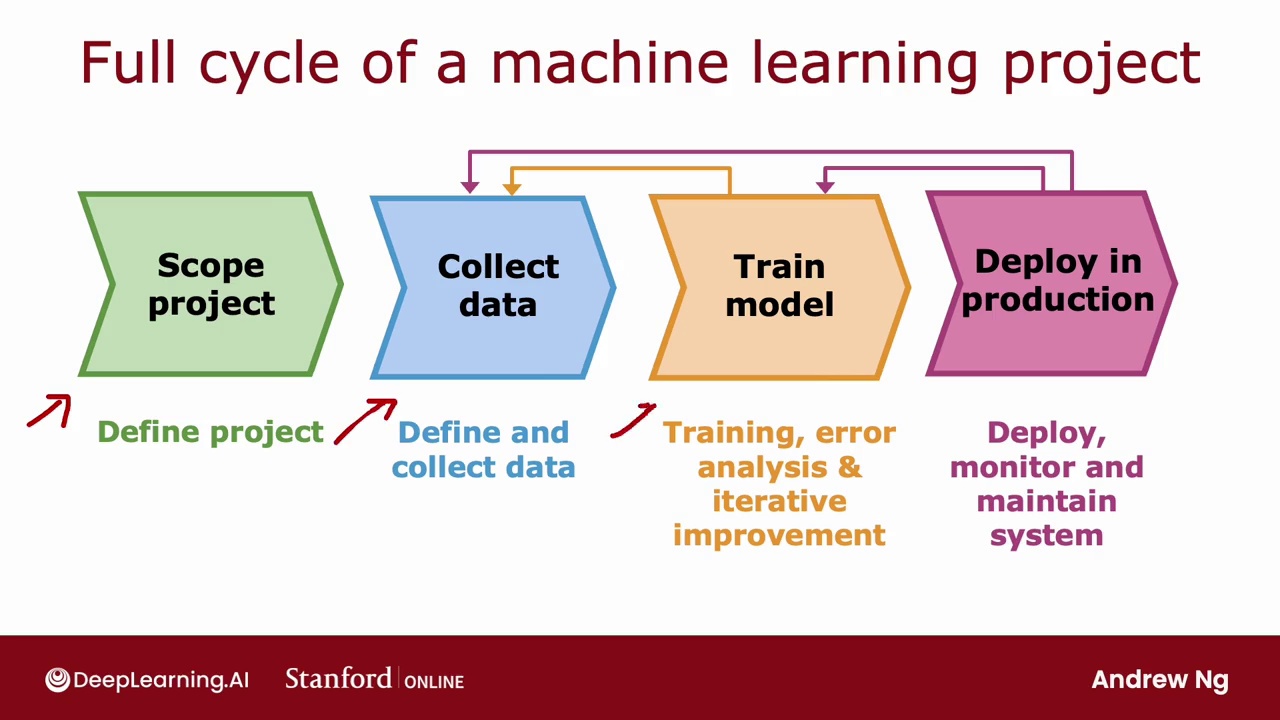 Full cycle of a machine learning project
Scope
project
Collect
data
Train
model
Deploy in
production
Define project
Define and
collect data
Training, error
analysis &
iterative
improvement
Deploy,
monitor and
maintain
system
DeepLearning.AI
Stanford | ONLINE
Andrew Ng